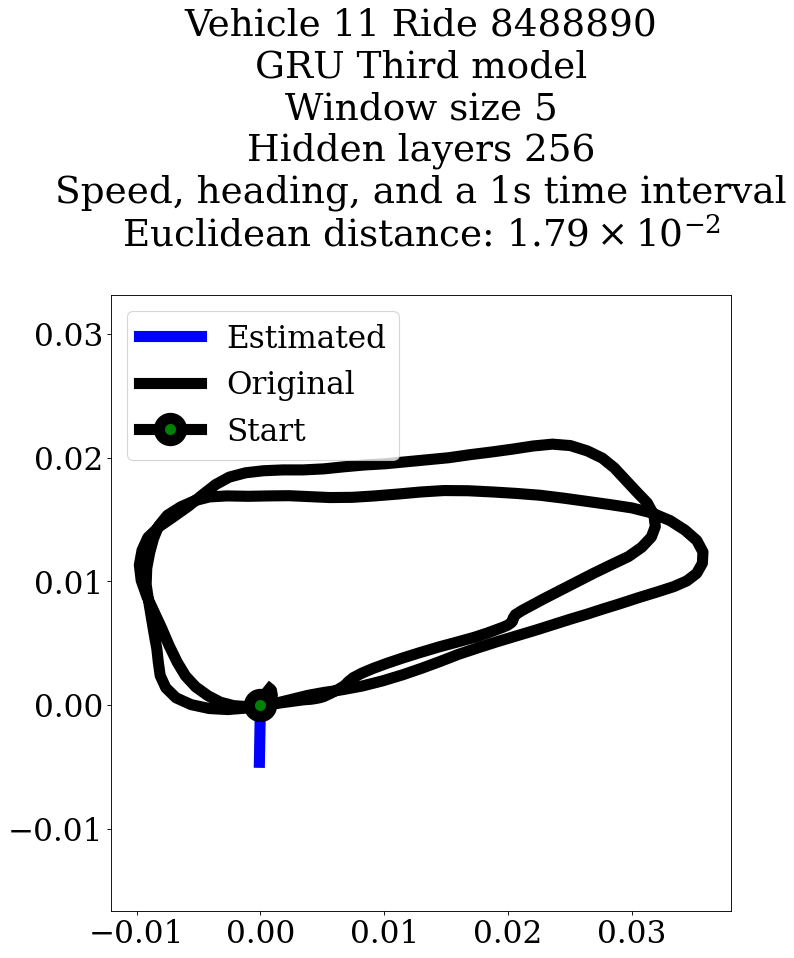 Vehicle 11 Ride 8488890
GRU Third model
Window size 5
Hidden layers 256
Speed, heading, and a 1s time interval
Euclidean distance: 1.79 × 10⁻²
Estimated
Original
Start
0.03
0.02
0.01
0.00
−0.01
−0.01 0.00 0.01 0.02 0.03